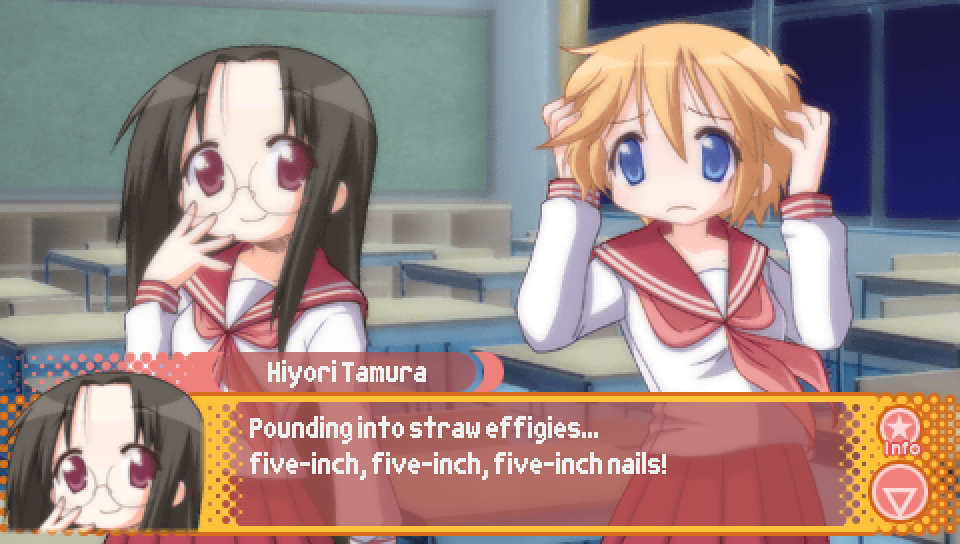 Hiyori Tamura
Pounding into straw effigies...
five-inch, five-inch, five-inch nails!
Info